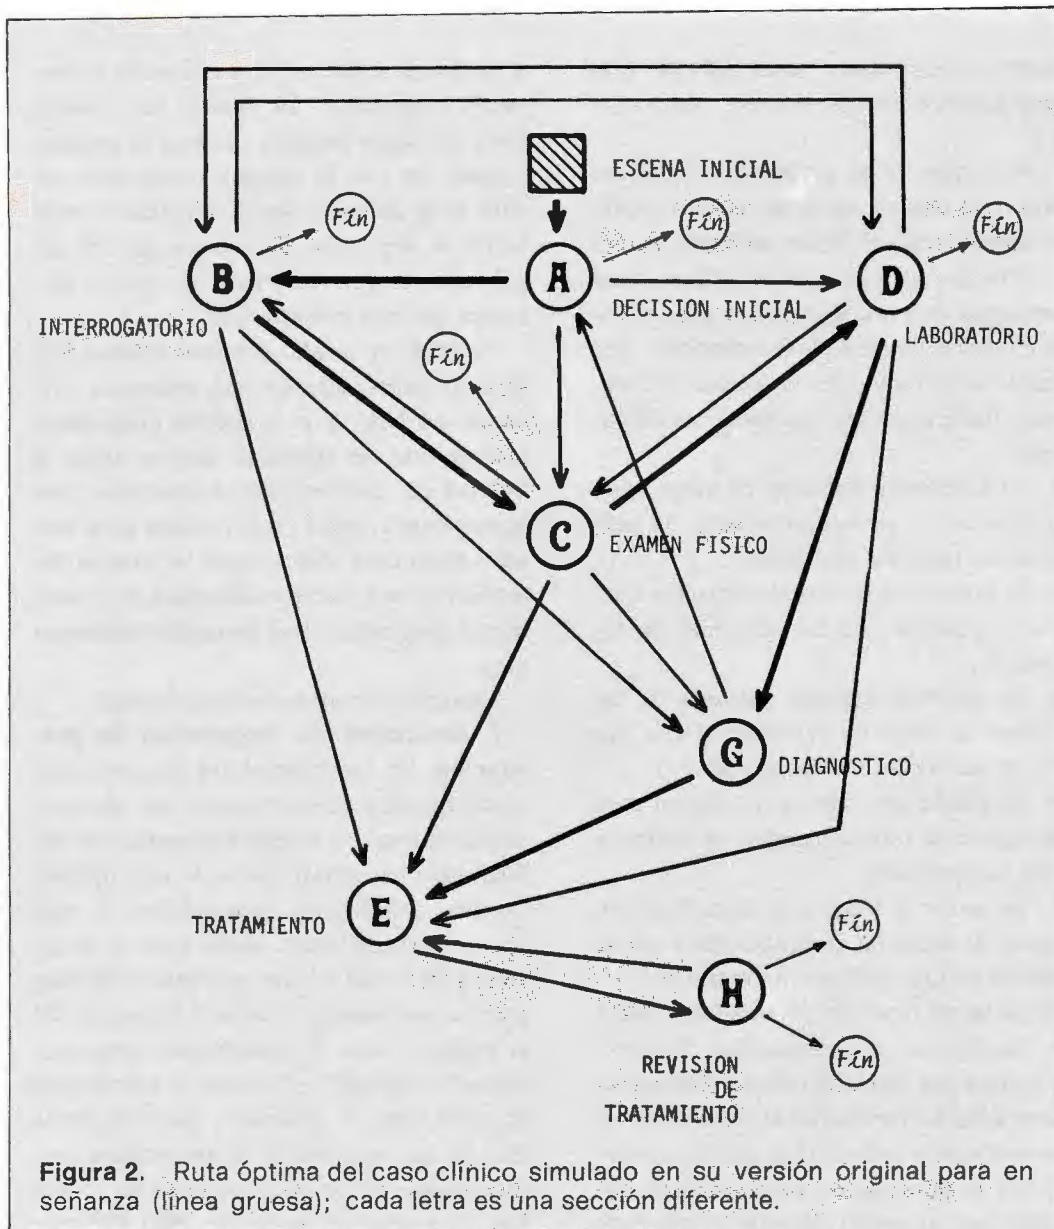 ESCENA INICIAL
Fín
Fín
Fín
B
A
D
INTERROGATORIO
DECISION INICIAL
LABORATORIO
Fín
C
EXAMEN FISICO
G
DIAGNOSTICO
E
TRATAMIENTO
Fín
H
Fín
REVISION
DE
TRATAMIENTO
Figura 2. Ruta óptima del caso clínico simulado en su versión original para en
señanza (línea gruesa); cada letra es una sección diferente.